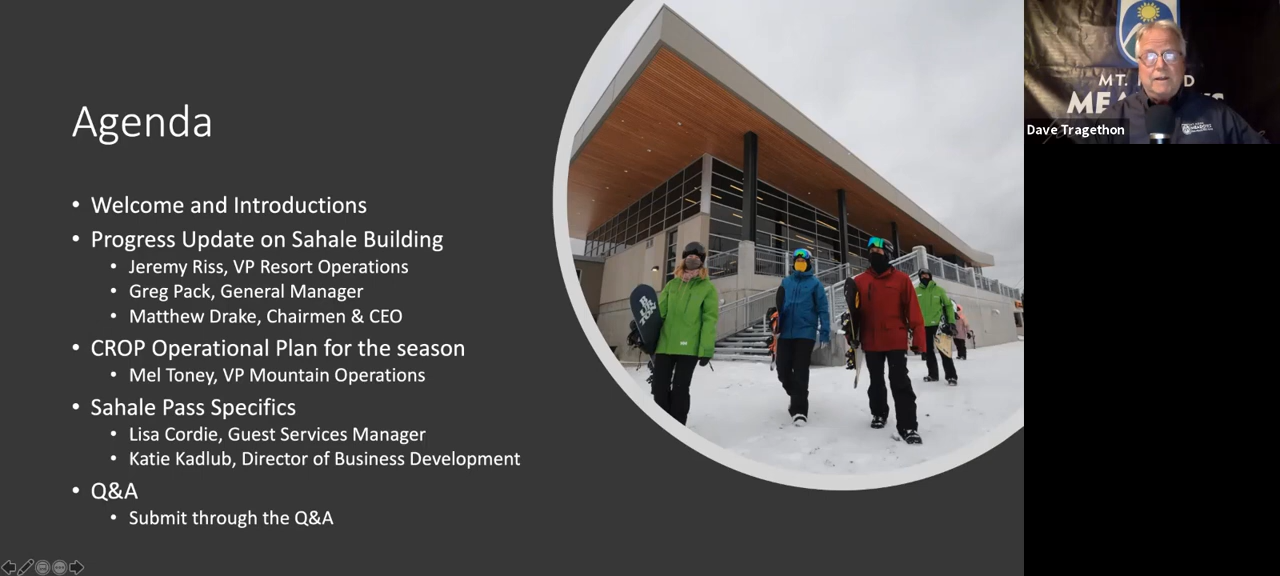 Agenda
• Welcome and Introductions
• Progress Update on Sahale Building
• Jeremy Riss, VP Resort Operations
• Greg Pack, General Manager
• Matthew Drake, Chairmen & CEO
• CROP Operational Plan for the season
• Mel Toney, VP Mountain Operations
• Sahale Pass Specifics
• Lisa Cordie, Guest Services Manager
• Katie Kadlub, Director of Business Development
• Q&A
• Submit through the Q&A
MT.
Dave Tragethon